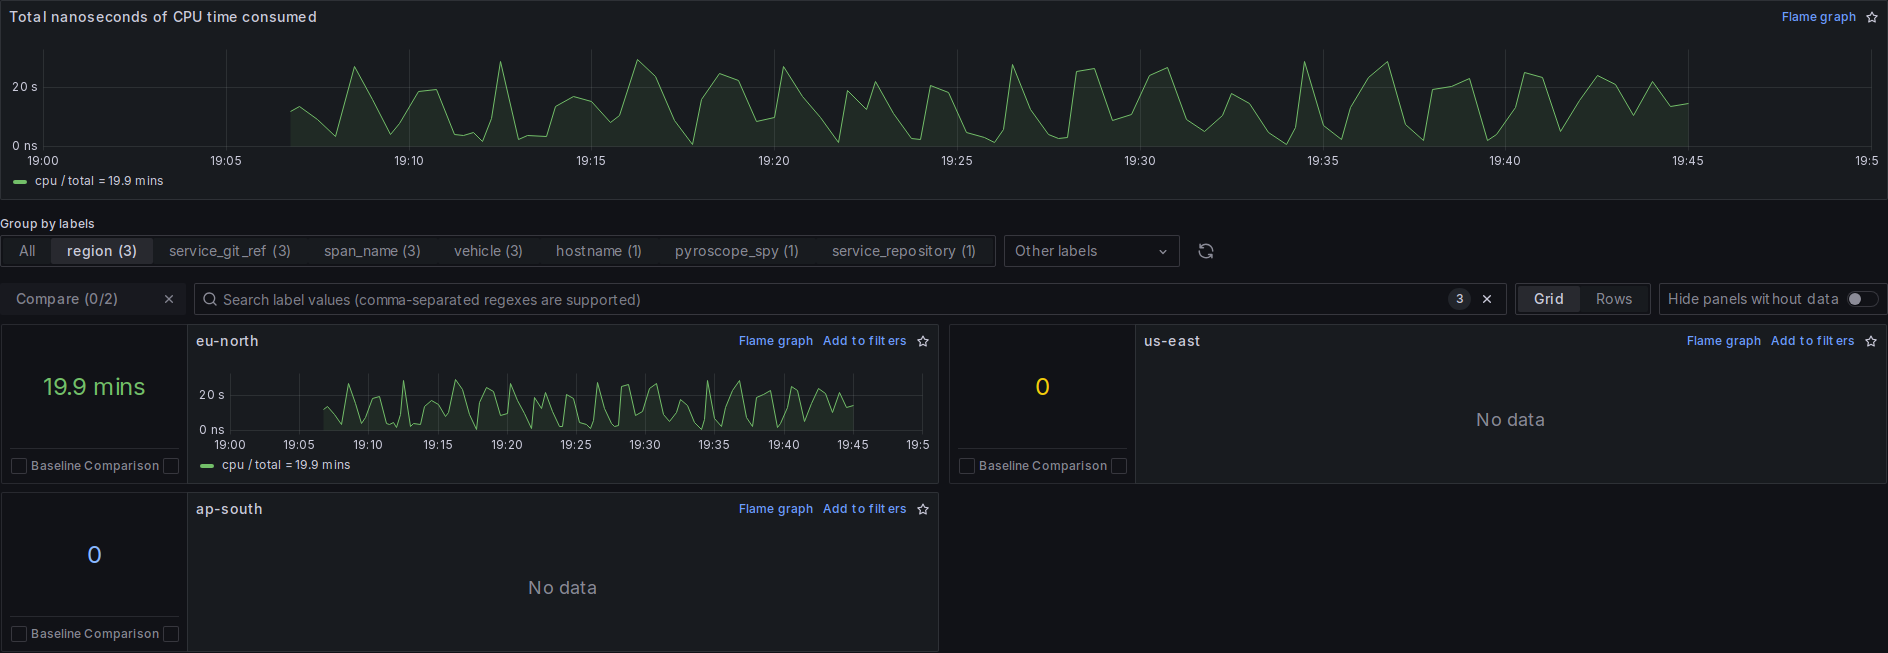 Total nanoseconds of CPU time consumed
Flame graph
20 s
0 ns
19:00 19:05 19:10 19:15 19:20 19:25 19:30 19:35 19:40 19:45 19:5
cpu / total = 19.9 mins
Group by labels
All region (3) service_git_ref (3) span_name (3) vehicle (3) hostname (1) pyroscope_spy (1) service_repository (1) Other labels
Compare (0/2) Search label values (comma-separated regexes are supported) 3 Grid Rows Hide panels without data
19.9 mins
Baseline Comparison
eu-north
Flame graph Add to filters
20 s
0 ns
19:00 19:05 19:10 19:15 19:20 19:25 19:30 19:35 19:40 19:45 19:5
cpu / total = 19.9 mins
0
Baseline Comparison
us-east
Flame graph Add to filters
No data
0
Baseline Comparison
ap-south
Flame graph Add to filters
No data